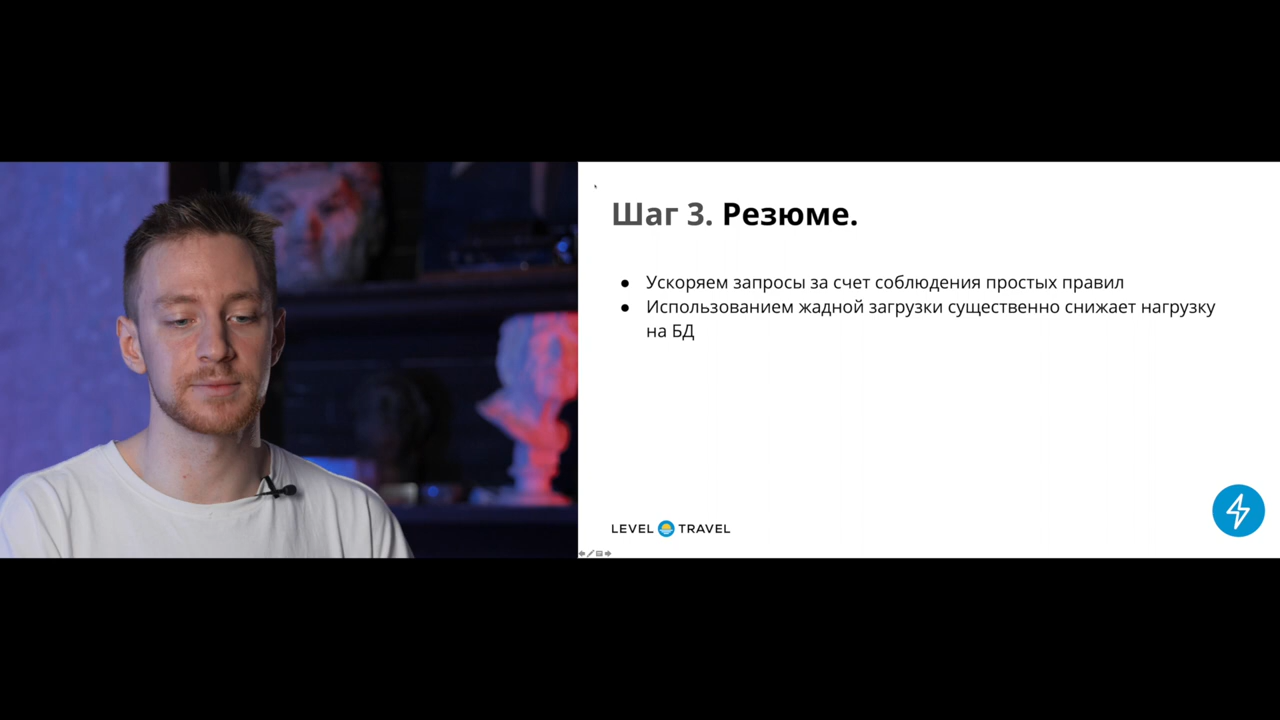 Шаг 3. Резюме.
● Ускоряем запросы за счет соблюдения простых правил
● Использованием жадной загрузки существенно снижает нагрузку
на БД
LEVEL TRAVEL